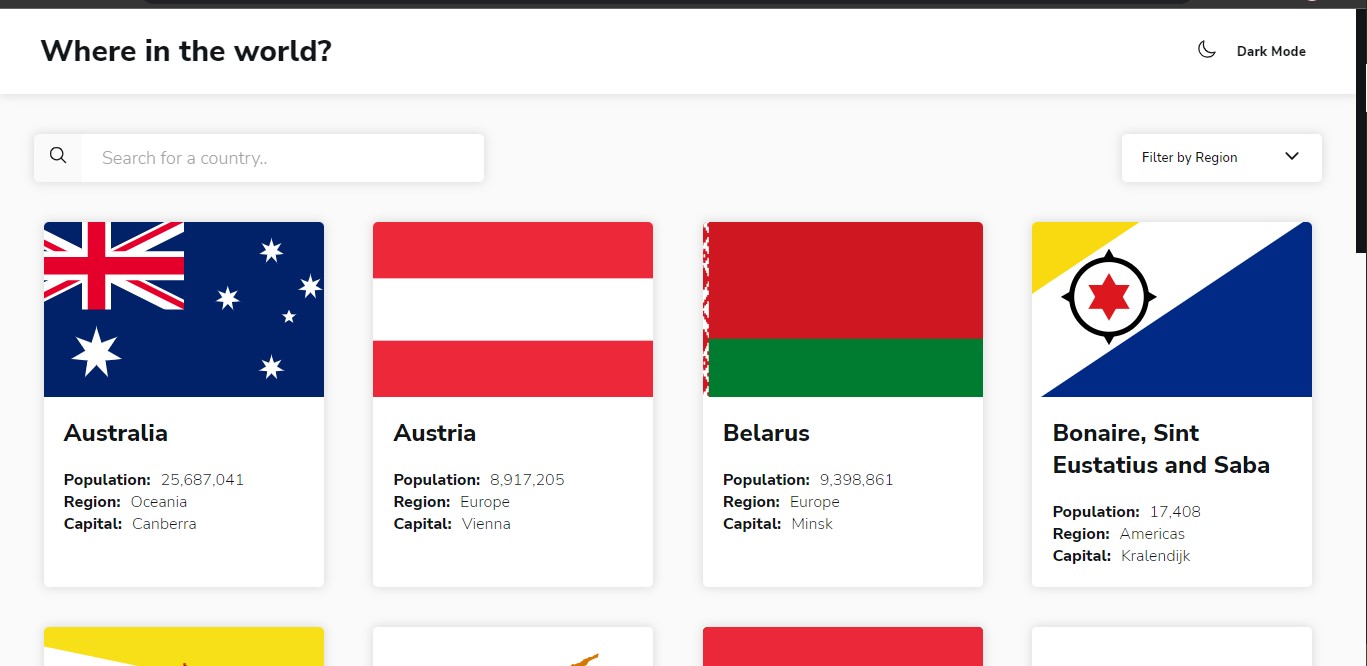 Where in the world?
Dark Mode
Search for a country..
Filter by Region
Australia
Population: 25,687,041
Region: Oceania
Capital: Canberra
Austria
Population: 8,917,205
Region: Europe
Capital: Vienna
Belarus
Population: 9,398,861
Region: Europe
Capital: Minsk
Bonaire, Sint
Eustatius and Saba
Population: 17,408
Region: Americas
Capital: Kralendijk